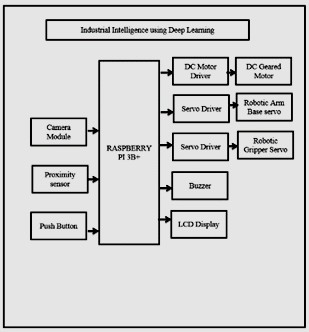 Industrial Intelligence using Deep Learning
DC Motor
Driver
DC Geared
Motor
Servo Driver
Robotic Arm
Base servo
Camera
Module
RASPBERRY
PI 3B+
Servo Driver
Robotic
Gripper Servo
Proximity
sensor
Buzzer
Push Button
LCD Display